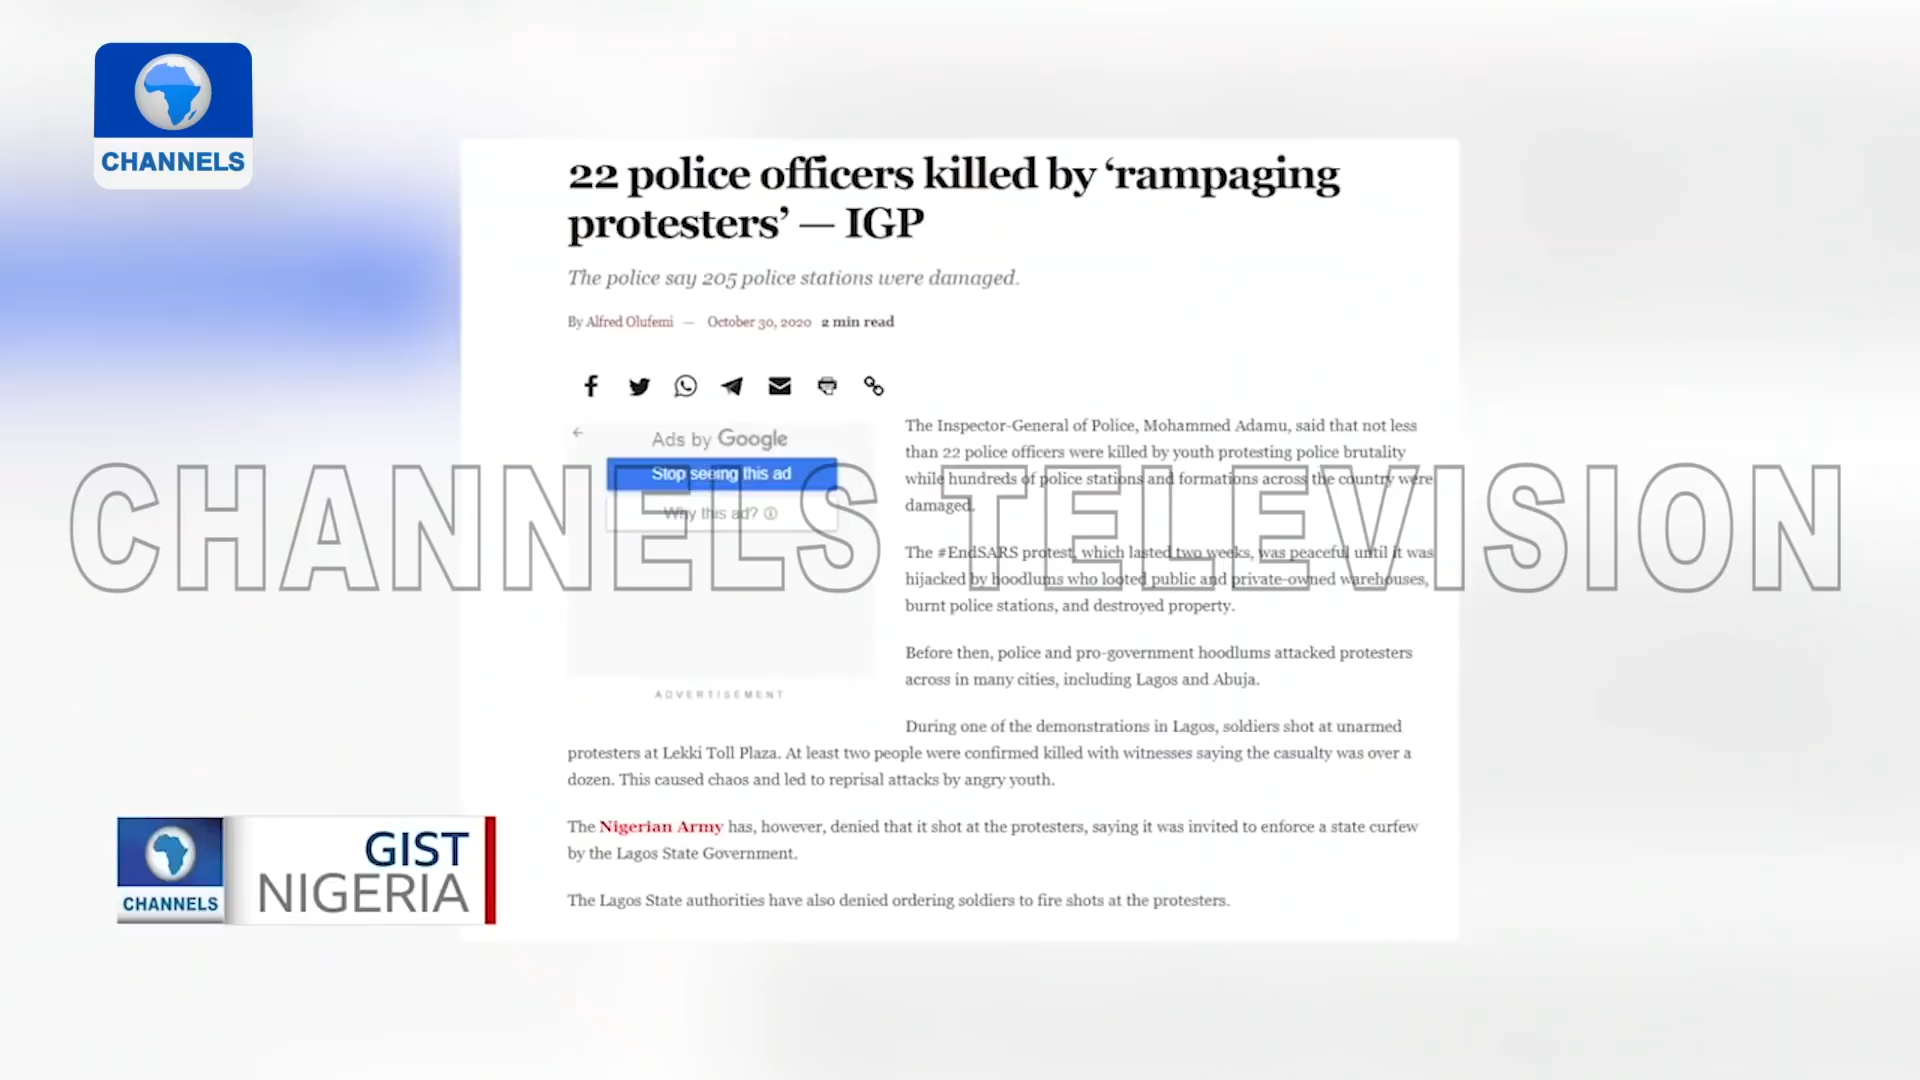 CHANNELS
22 police officers killed by ‘rampaging
protesters’ — IGP
The police say 205 police stations were damaged.
By Alfred Olufemi — October 30, 2020 2 min read
Ads by Google
Stop seeing this ad
Why this ad?
ADVERTISEMENT
The Inspector-General of Police, Mohammed Adamu, said that not less
than 22 police officers were killed by youth protesting police brutality
while hundreds of police stations and formations across the country were
damaged.
The #EndSARS protest, which lasted two weeks, was peaceful until it was
hijacked by hoodlums who looted public and private-owned warehouses,
burnt police stations, and destroyed property.
Before then, police and pro-government hoodlums attacked protesters
across in many cities, including Lagos and Abuja.
During one of the demonstrations in Lagos, soldiers shot at unarmed
protesters at Lekki Toll Plaza. At least two people were confirmed killed with witnesses saying the casualty was over a
dozen. This caused chaos and led to reprisal attacks by angry youth.
The Nigerian Army has, however, denied that it shot at the protesters, saying it was invited to enforce a state curfew
by the Lagos State Government.
The Lagos State authorities have also denied ordering soldiers to fire shots at the protesters.
CHANNELS TELEVISION
GIST
NIGERIA
CHANNELS